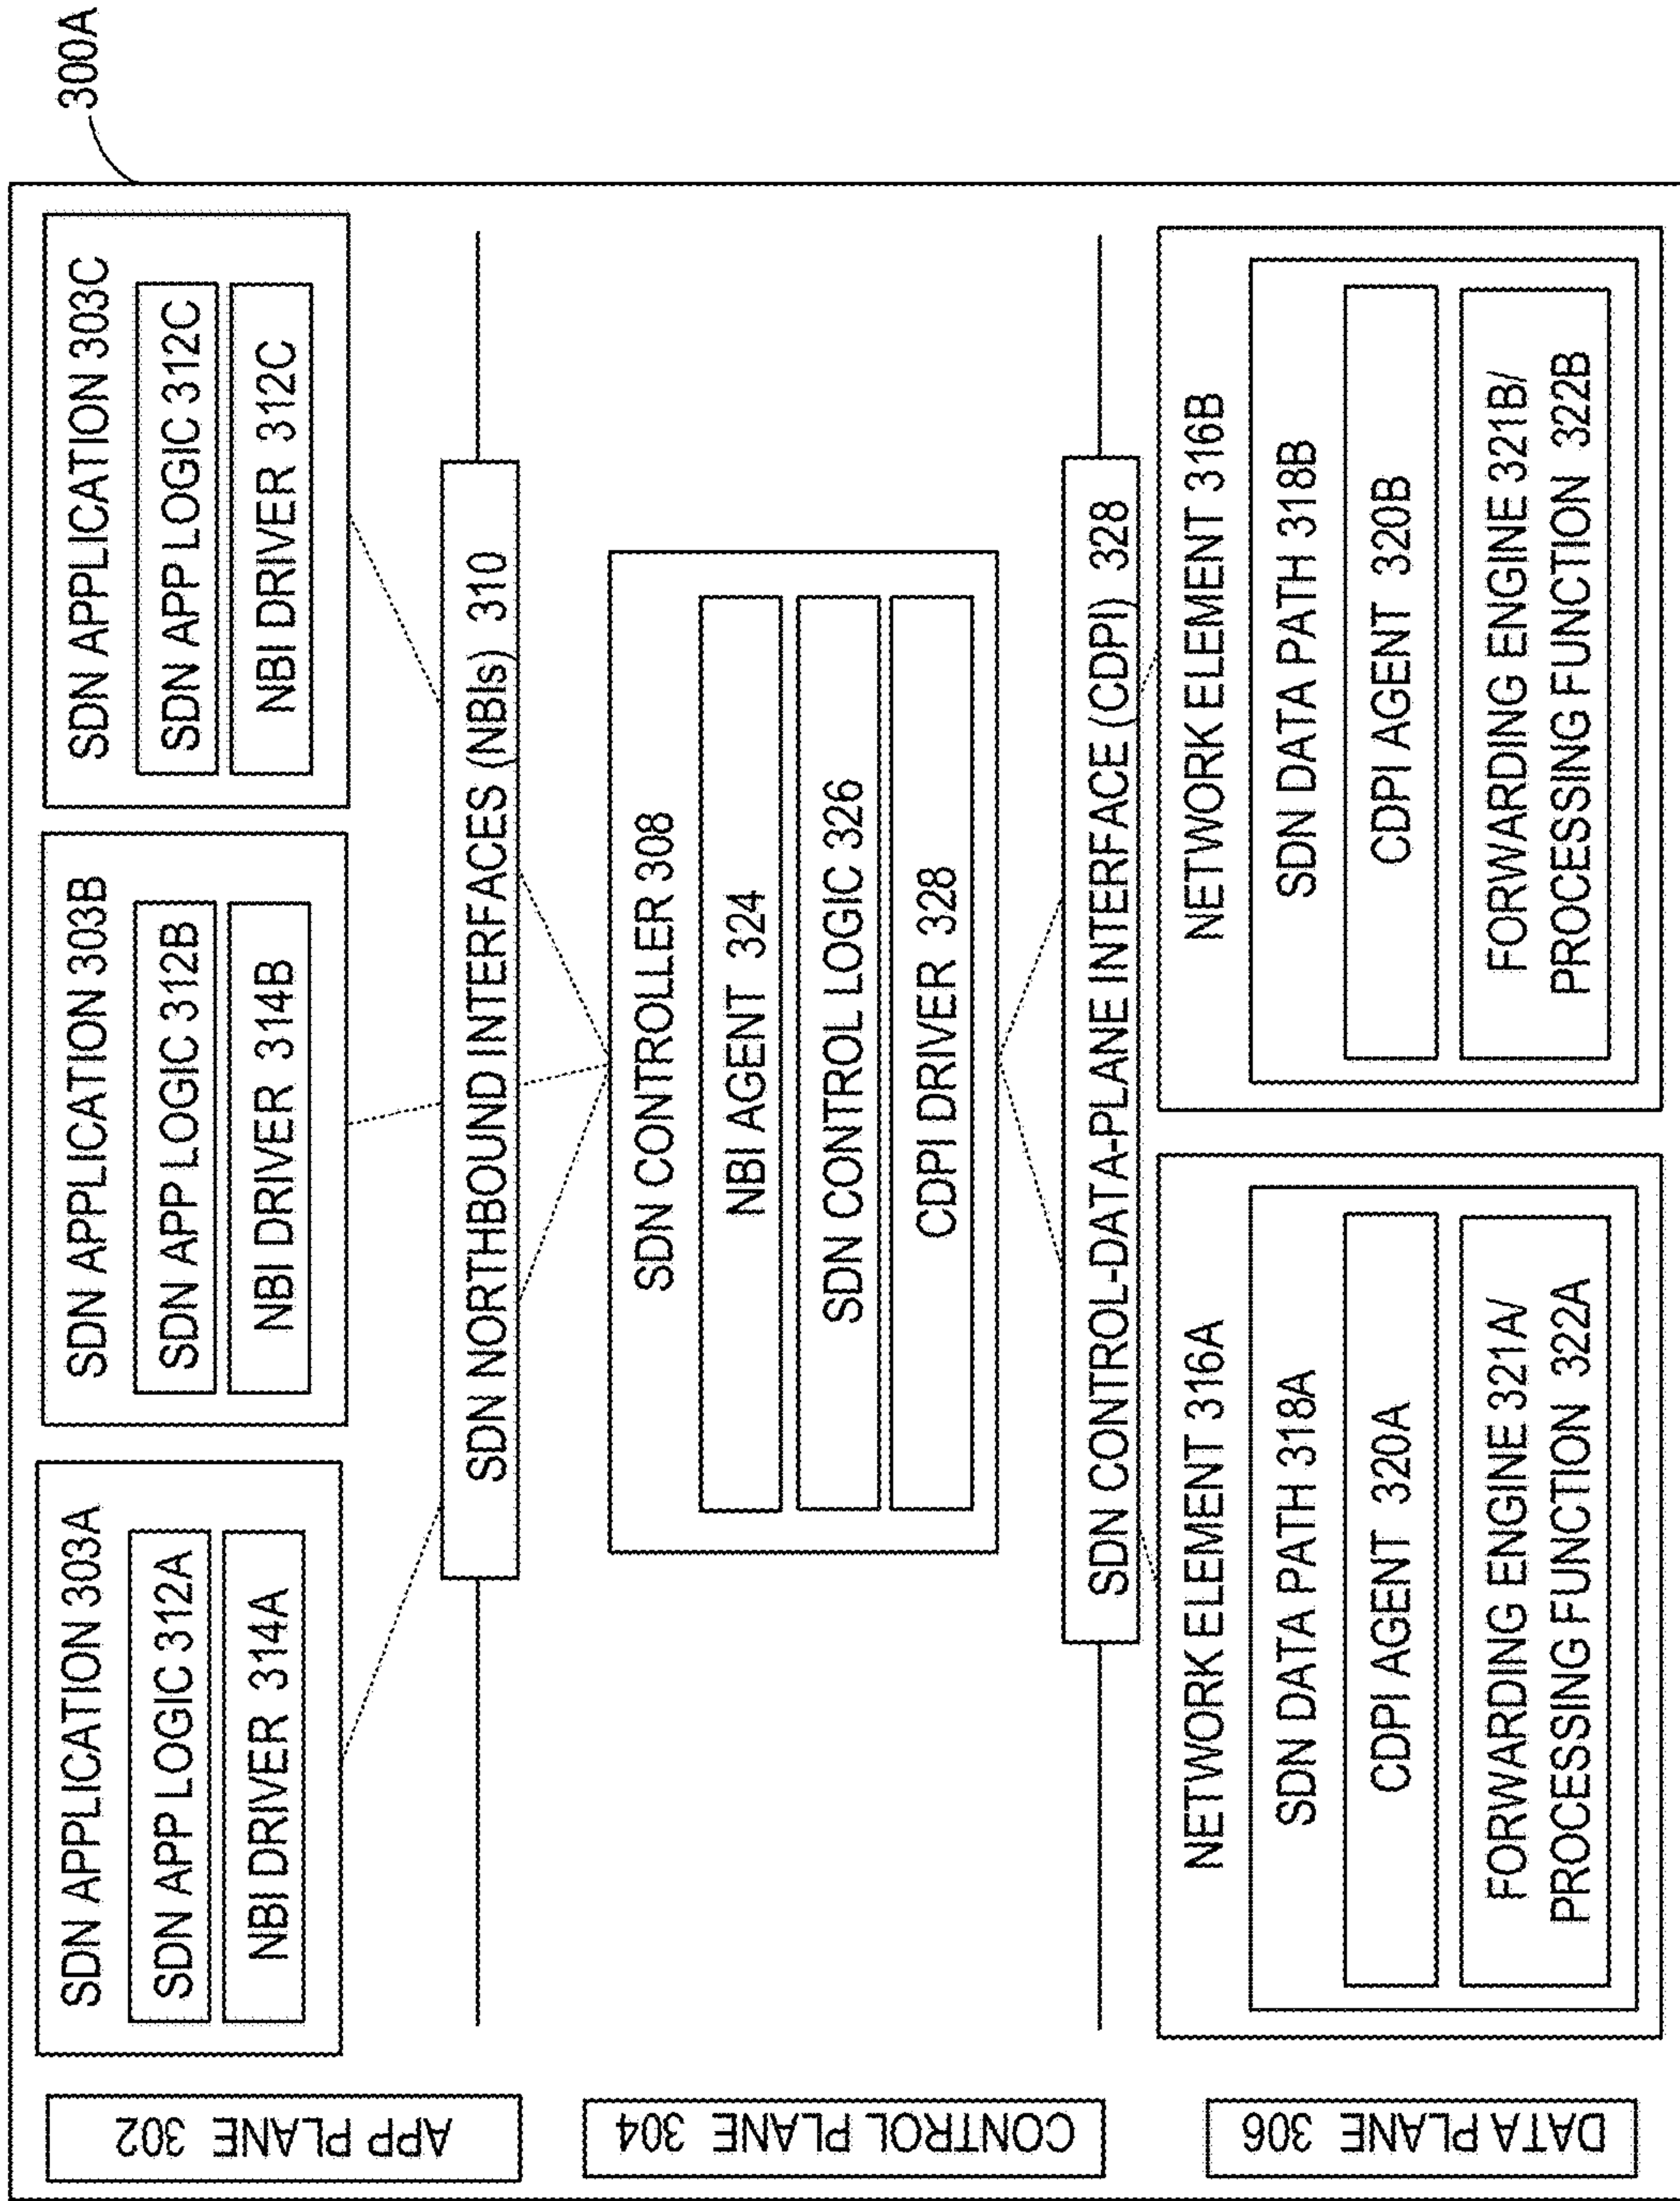 300A
APP PLANE 302
SDN APPLICATION 303A
SDN APP LOGIC 312A
NBI DRIVER 314A
SDN APPLICATION 303B
SDN APP LOGIC 312B
NBI DRIVER 314B
SDN APPLICATION 303C
SDN APP LOGIC 312C
NBI DRIVER 312C
SDN NORTHBOUND INTERFACES (NBIs) 310
CONTROL PLANE 304
SDN CONTROLLER 308
NBI AGENT 324
SDN CONTROL LOGIC 326
CDPI DRIVER 328
SDN CONTROL-DATA-PLANE INTERFACE (CDPI) 328
DATA PLANE 306
NETWORK ELEMENT 316A
SDN DATA PATH 318A
CDPI AGENT 320A
FORWARDING ENGINE 321A/
PROCESSING FUNCTION 322A
NETWORK ELEMENT 316B
SDN DATA PATH 318B
CDPI AGENT 320B
FORWARDING ENGINE 321B/
PROCESSING FUNCTION 322B